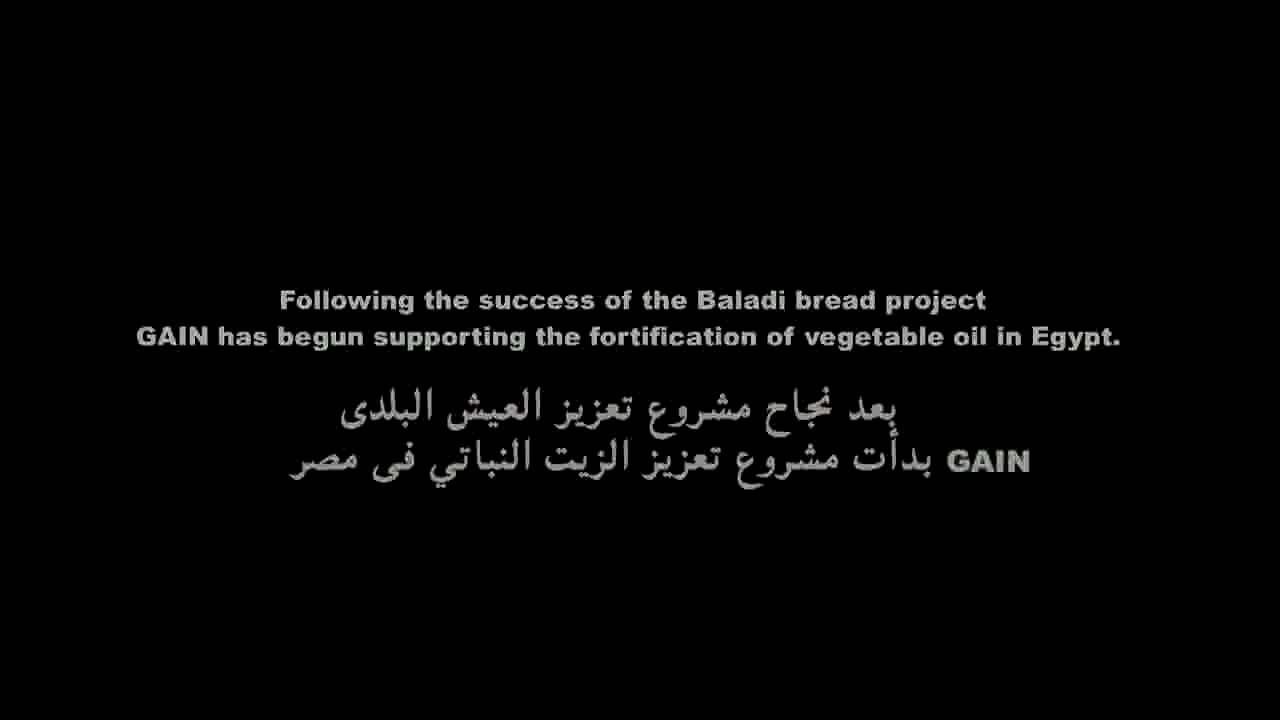 Following the success of the Baladi bread project
GAIN has begun supporting the fortification of vegetable oil in Egypt.
بعد نجاح مشروع تعزيز العيش البلدى
GAIN بدأت مشروع تعزيز الزيت النباتي فى مصر